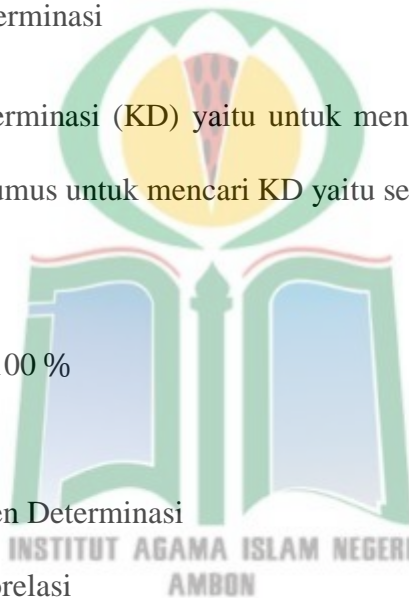 erminasi
erminasi (KD) yaitu untuk men
umus untuk mencari KD yaitu se
00 %
en Determinasi
INSTITUT AGAMA ISLAM NEGERI
orelasi
AMBON